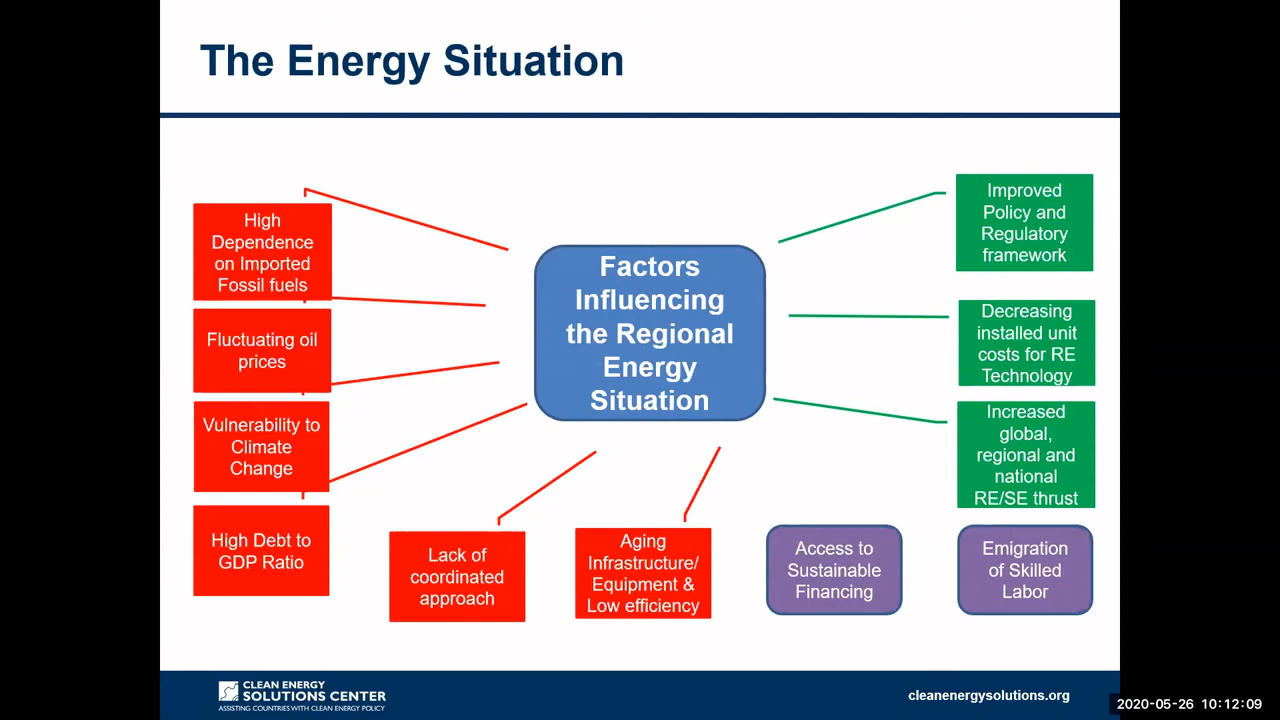 The Energy Situation
High
Dependence
on Imported
Fossil fuels
Fluctuating oil
prices
Vulnerability to
Climate
Change
High Debt to
GDP Ratio
Lack of
coordinated
approach
Aging
Infrastructure/
Equipment &
Low efficiency
Factors
Influencing
the Regional
Energy
Situation
Improved
Policy and
Regulatory
framework
Decreasing
installed unit
costs for RE
Technology
Increased
global,
regional and
national
RE/SE thrust
Access to
Sustainable
Financing
Emigration
of Skilled
Labor
CLEAN ENERGY
SOLUTIONS CENTER
ASSISTING COUNTRIES WITH CLEAN ENERGY POLICY
cleanenergysolutions.org
2020-05-26 10:12:09